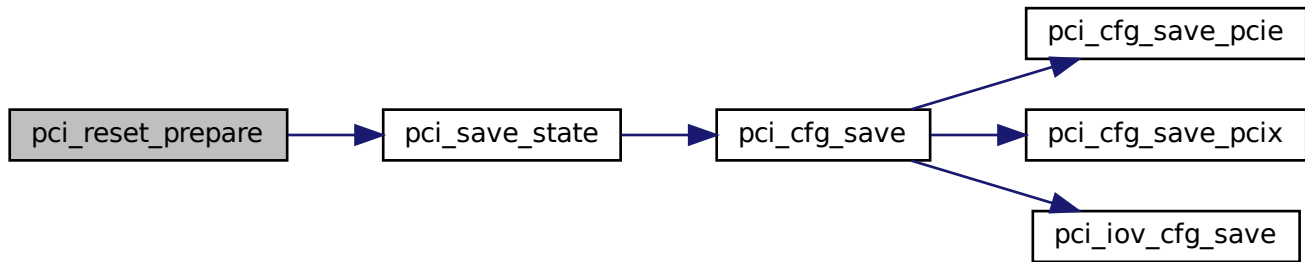 pci_reset_prepare
pci_save_state
pci_cfg_save
pci_cfg_save_pcie
pci_cfg_save_pcix
pci_iov_cfg_save